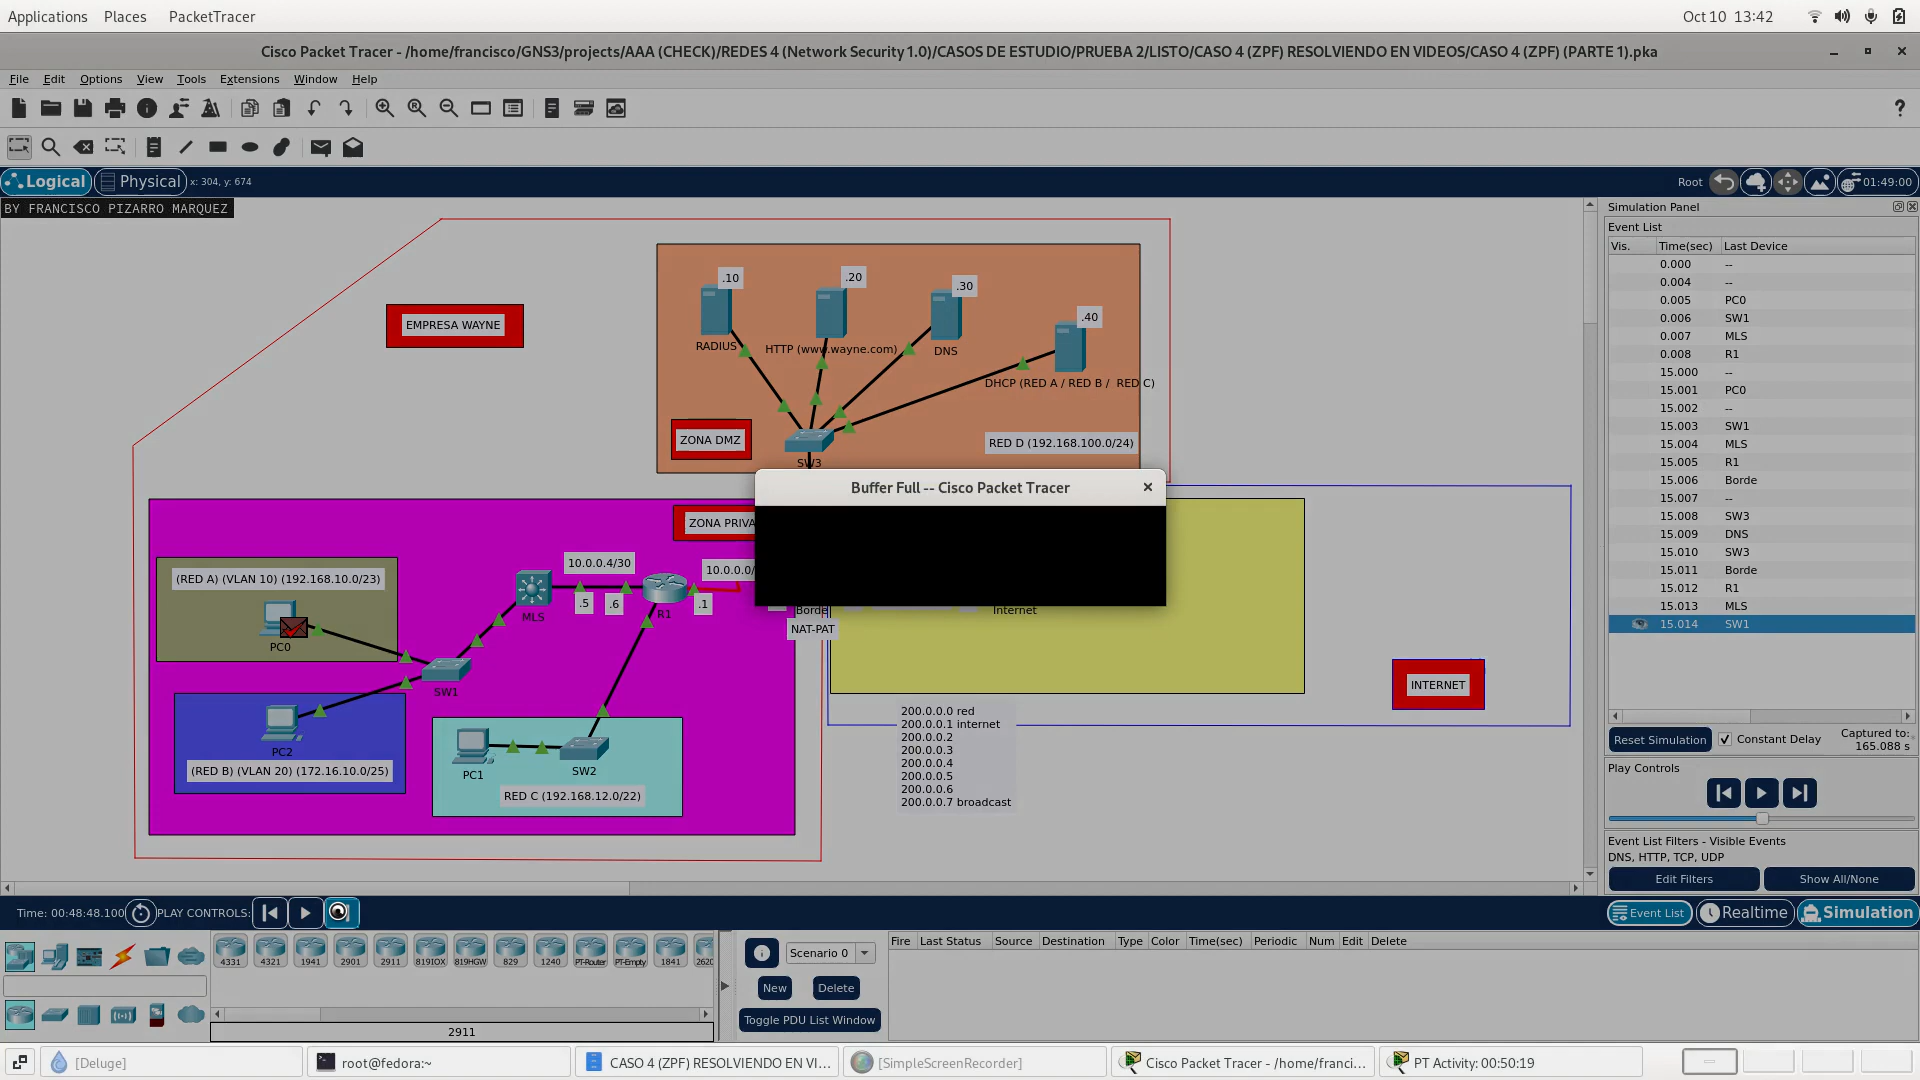 Applications Places PacketTracer Oct 10 13:42
Cisco Packet Tracer - /home/francisco/GNS3/projects/AAA (CHECK)/REDES 4 (Network Security 1.0)/CASOS DE ESTUDIO/PRUEBA 2/LISTO/CASO 4 (ZPF) RESOLVIENDO EN VIDEOS/CASO 4 (ZPF) (PARTE 1).pka
File Edit Options View Tools Extensions Window Help
Logical Physical x: 304, y: 674 Root 01:49:00
BY FRANCISCO PIZARRO MARQUEZ
Simulation Panel
Event List
Vis. Time(sec) Last Device
0.000 --
0.004 --
0.005 PC0
0.006 SW1
0.007 MLS
0.008 R1
15.000 --
15.001 PC0
15.002 --
15.003 SW1
15.004 MLS
15.005 R1
15.006 Borde
15.007 --
15.008 SW3
15.009 DNS
15.010 SW3
15.011 Borde
15.012 R1
15.013 MLS
15.014 SW1
Reset Simulation Constant Delay Captured to: 165.088 s
Play Controls
Event List Filters - Visible Events
DNS, HTTP, TCP, UDP
Edit Filters Show All/None
EMPRESA WAYNE
.10
.20
.30
.40
RADIUS
HTTP (www.wayne.com)
DNS
DHCP (RED A / RED B / RED C)
ZONA DMZ
SW3
RED D (192.168.100.0/24)
Buffer Full -- Cisco Packet Tracer
ZONA PRIVA
(RED A) (VLAN 10) (192.168.10.0/23)
PC0
MLS
10.0.0.4/30
.5
.6
R1
10.0.0.0/
.1
Borde
NAT-PAT
Internet
SW1
PC2
(RED B) (VLAN 20) (172.16.10.0/25)
PC1
SW2
RED C (192.168.12.0/22)
INTERNET
200.0.0.0 red
200.0.0.1 internet
200.0.0.2
200.0.0.3
200.0.0.4
200.0.0.5
200.0.0.6
200.0.0.7 broadcast
Time: 00:48:48.100 PLAY CONTROLS: Event List Realtime Simulation
4331 4321 1941 2901 2911 819IOX 819HGW 829 1240 PT-Router PT-Empty 1841 2620
2911
Scenario 0
New Delete
Toggle PDU List Window
Fire Last Status Source Destination Type Color Time(sec) Periodic Num Edit Delete
[Deluge] root@fedora:~ CASO 4 (ZPF) RESOLVIENDO EN VI... [SimpleScreenRecorder] Cisco Packet Tracer - /home/franci... PT Activity: 00:50:19